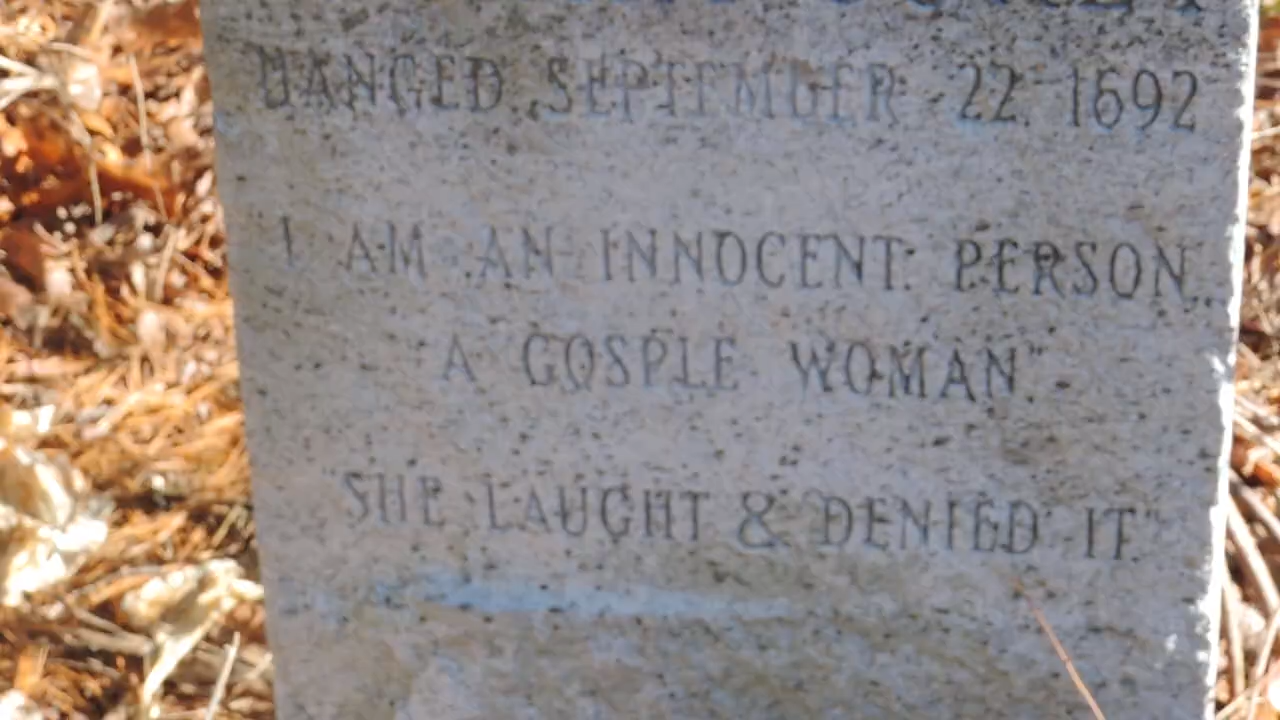 HANGED SEPTEMBER 22, 1692
I AM AN INNOCENT PERSON,
A GOSPLE WOMAN"
"SHE LAUGHT & DENIED IT"